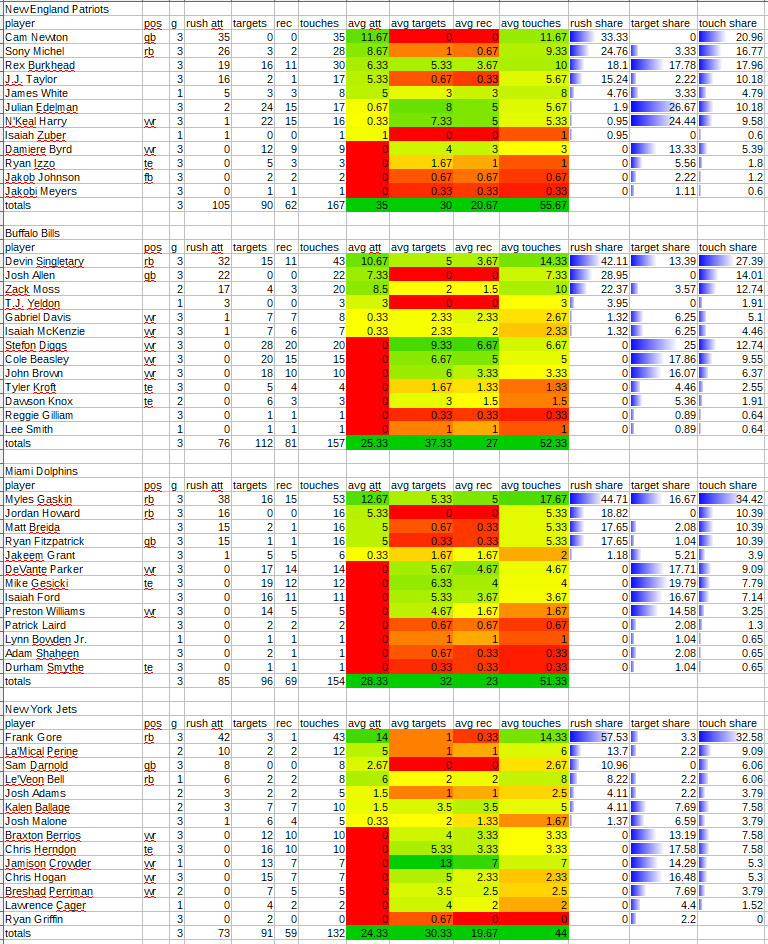 New England Patriots
player pos g rush att targets rec touches avg att avg targets avg rec avg touches rush share target share touch share
Cam Newton qb 3 35 0 0 35 11.67 0 0 11.67 33.33 0 20.96
Sony Michel rb 3 26 3 2 28 8.67 1 0.67 9.33 24.76 3.33 16.77
Rex Burkhead 3 19 16 11 30 6.33 5.33 3.67 10 18.1 17.78 17.96
J.J. Taylor 3 16 2 1 17 5.33 0.67 0.33 5.67 15.24 2.22 10.18
James White 1 5 3 3 8 5 3 3 8 4.76 3.33 4.79
Julian Edelman 3 2 24 15 17 0.67 8 5 5.67 1.9 26.67 10.18
N'Keal Harry wr 3 1 22 15 16 0.33 7.33 5 5.33 0.95 24.44 9.58
Isaiah Zuber 1 1 0 0 1 1 0 0 1 0.95 0 0.6
Damiere Byrd wr 3 0 12 9 9 0 4 3 3 0 13.33 5.39
Ryan Izzo te 3 0 5 3 3 0 1.67 1 1 0 5.56 1.8
Jakob Johnson fb 3 0 2 2 2 0 0.67 0.67 0.67 0 2.22 1.2
Jakobi Meyers 3 0 1 1 1 0 0.33 0.33 0.33 0 1.11 0.6
totals 3 105 90 62 167 35 30 20.67 55.67
Buffalo Bills
player pos g rush att targets rec touches avg att avg targets avg rec avg touches rush share target share touch share
Devin Singletary rb 3 32 15 11 43 10.67 5 3.67 14.33 42.11 13.39 27.39
Josh Allen qb 3 22 0 0 22 7.33 0 0 7.33 28.95 0 14.01
Zack Moss 2 17 4 3 20 8.5 2 1.5 10 22.37 3.57 12.74
T.J. Yeldon 1 3 0 0 3 3 0 0 3 3.95 0 1.91
Gabriel Davis wr 3 1 7 7 8 0.33 2.33 2.33 2.67 1.32 6.25 5.1
Isaiah McKenzie wr 3 1 7 6 7 0.33 2.33 2 2.33 1.32 6.25 4.46
Stefon Diggs wr 3 0 28 20 20 0 9.33 6.67 6.67 0 25 12.74
Cole Beasley wr 3 0 20 15 15 0 6.67 5 5 0 17.86 9.55
John Brown wr 3 0 18 10 10 0 6 3.33 3.33 0 16.07 6.37
Tyler Kroft te 3 0 5 4 4 0 1.67 1.33 1.33 0 4.46 2.55
Dawson Knox te 2 0 6 3 3 0 3 1.5 1.5 0 5.36 1.91
Reggie Gilliam 3 0 1 1 1 0 0.33 0.33 0.33 0 0.89 0.64
Lee Smith 1 0 1 1 1 0 1 1 1 0 0.89 0.64
totals 3 76 112 81 157 25.33 37.33 27 52.33
Miami Dolphins
player pos g rush att targets rec touches avg att avg targets avg rec avg touches rush share target share touch share
Myles Gaskin rb 3 38 16 15 53 12.67 5.33 5 17.67 44.71 16.67 34.42
Jordan Howard rb 3 16 0 0 16 5.33 0 0 5.33 18.82 0 10.39
Matt Breida 3 15 2 1 16 5 0.67 0.33 5.33 17.65 2.08 10.39
Ryan Fitzpatrick qb 3 15 1 1 16 5 0.33 0.33 5.33 17.65 1.04 10.39
Jakeem Grant 3 1 5 5 6 0.33 1.67 1.67 2 1.18 5.21 3.9
DeVante Parker wr 3 0 17 14 14 0 5.67 4.67 4.67 0 17.71 9.09
Mike Gesicki te 3 0 19 12 12 0 6.33 4 4 0 19.79 7.79
Isaiah Ford 3 0 16 11 11 0 5.33 3.67 3.67 0 16.67 7.14
Preston Williams wr 3 0 14 5 5 0 4.67 1.67 1.67 0 14.58 3.25
Patrick Laird 3 0 2 2 2 0 0.67 0.67 0.67 0 2.08 1.3
Lynn Bowden Jr. 1 0 1 1 1 0 1 1 1 0 1.04 0.65
Adam Shaheen 3 0 2 1 1 0 0.67 0.33 0.33 0 2.08 0.65
Durham Smythe te 3 0 1 1 1 0 0.33 0.33 0.33 0 1.04 0.65
totals 3 85 96 69 154 28.33 32 23 51.33
New York Jets
player pos g rush att targets rec touches avg att avg targets avg rec avg touches rush share target share touch share
Frank Gore rb 3 42 3 1 43 14 1 0.33 14.33 57.53 3.3 32.58
La'Mical Perine 2 10 2 2 12 5 1 1 6 13.7 2.2 9.09
Sam Darnold qb 3 8 0 0 8 2.67 0 0 2.67 10.96 0 6.06
Le'Veon Bell rb 1 6 2 2 8 6 2 2 8 8.22 2.2 6.06
Josh Adams 2 3 2 2 5 1.5 1 1 2.5 4.11 2.2 3.79
Kalen Ballage 2 3 7 7 10 1.5 3.5 3.5 5 4.11 7.69 7.58
Josh Malone 3 1 6 4 5 0.33 2 1.33 1.67 1.37 6.59 3.79
Braxton Berrios wr 3 0 12 10 10 0 4 3.33 3.33 0 13.19 7.58
Chris Herndon te 3 0 16 10 10 0 5.33 3.33 3.33 0 17.58 7.58
Jamison Crowder wr 1 0 13 7 7 0 13 7 7 0 14.29 5.3
Chris Hogan wr 3 0 15 7 7 0 5 2.33 2.33 0 16.48 5.3
Breshad Perriman wr 2 0 7 5 5 0 3.5 2.5 2.5 0 7.69 3.79
Lawrence Cager 1 0 4 2 2 0 4 2 2 0 4.4 1.52
Ryan Griffin 3 0 2 0 0 0 0.67 0 0 0 2.2 0
totals 3 73 91 59 132 24.33 30.33 19.67 44